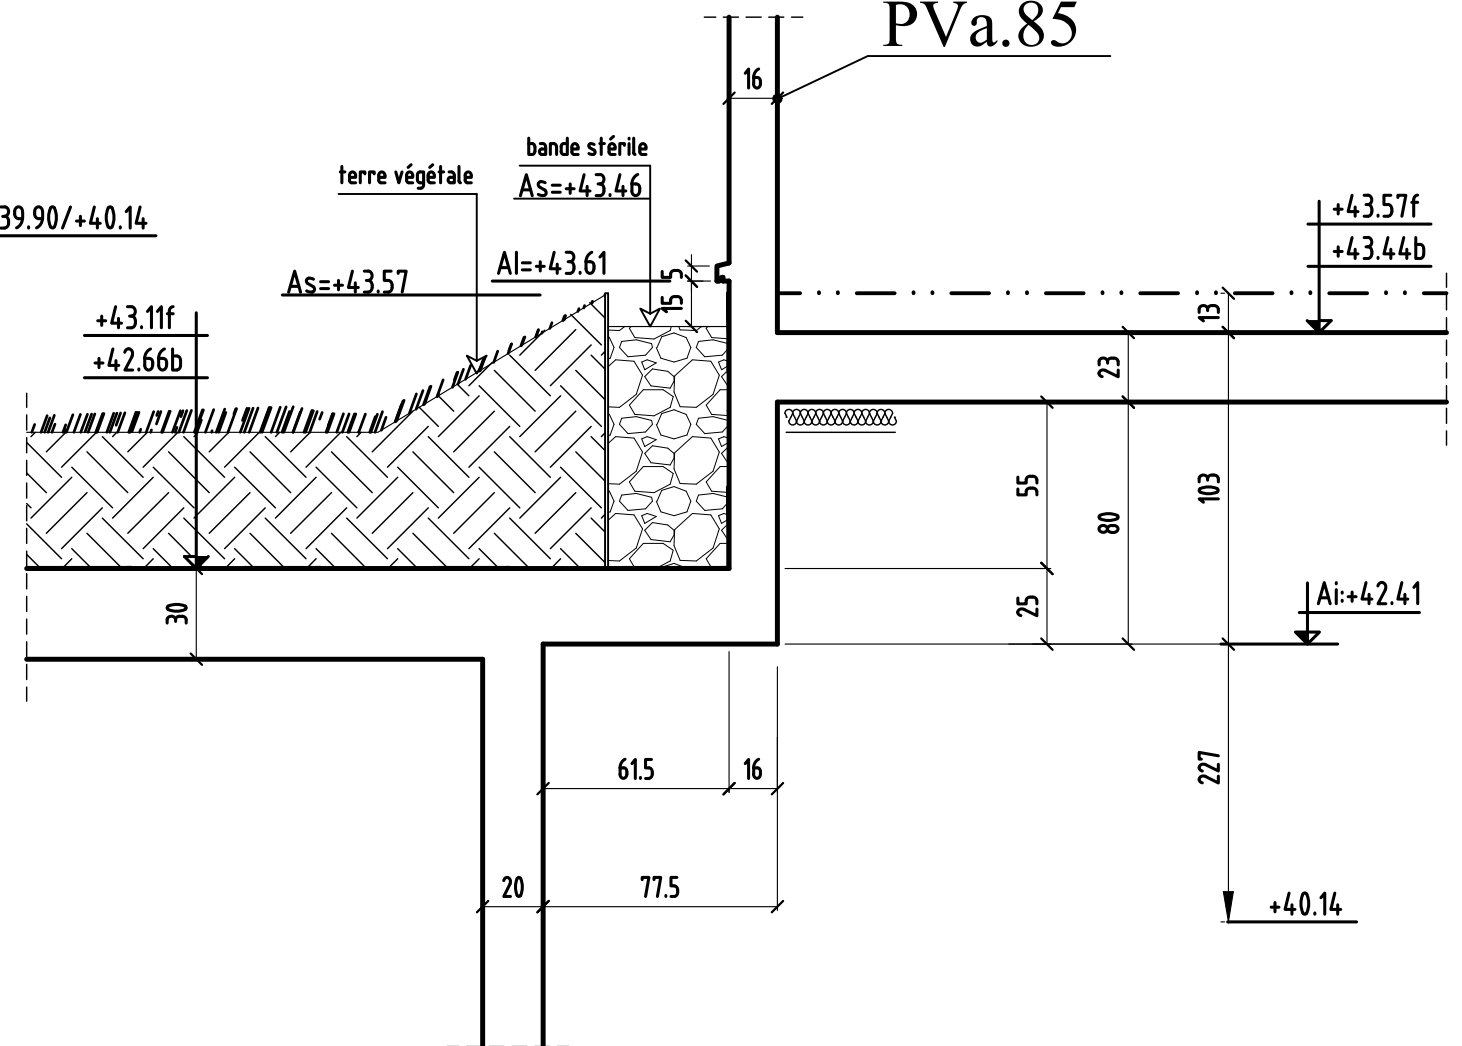 PVa.85
16
bande stérile
As=+43.46
terre végétale
39.90/+40.14
+43.57f
+43.44b
Al=+43.61
As=+43.57
5
15
+43.11f
+42.66b
13
23
55
103
80
30
25
Ai:+42.41
61.5
16
227
20
77.5
+40.14